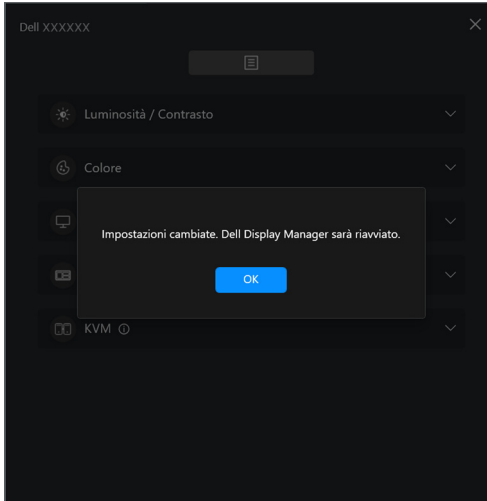 Dell XXXXXX
Luminosità / Contrasto
Colore
Impostazioni cambiate. Dell Display Manager sarà riavviato.
OK
KVM